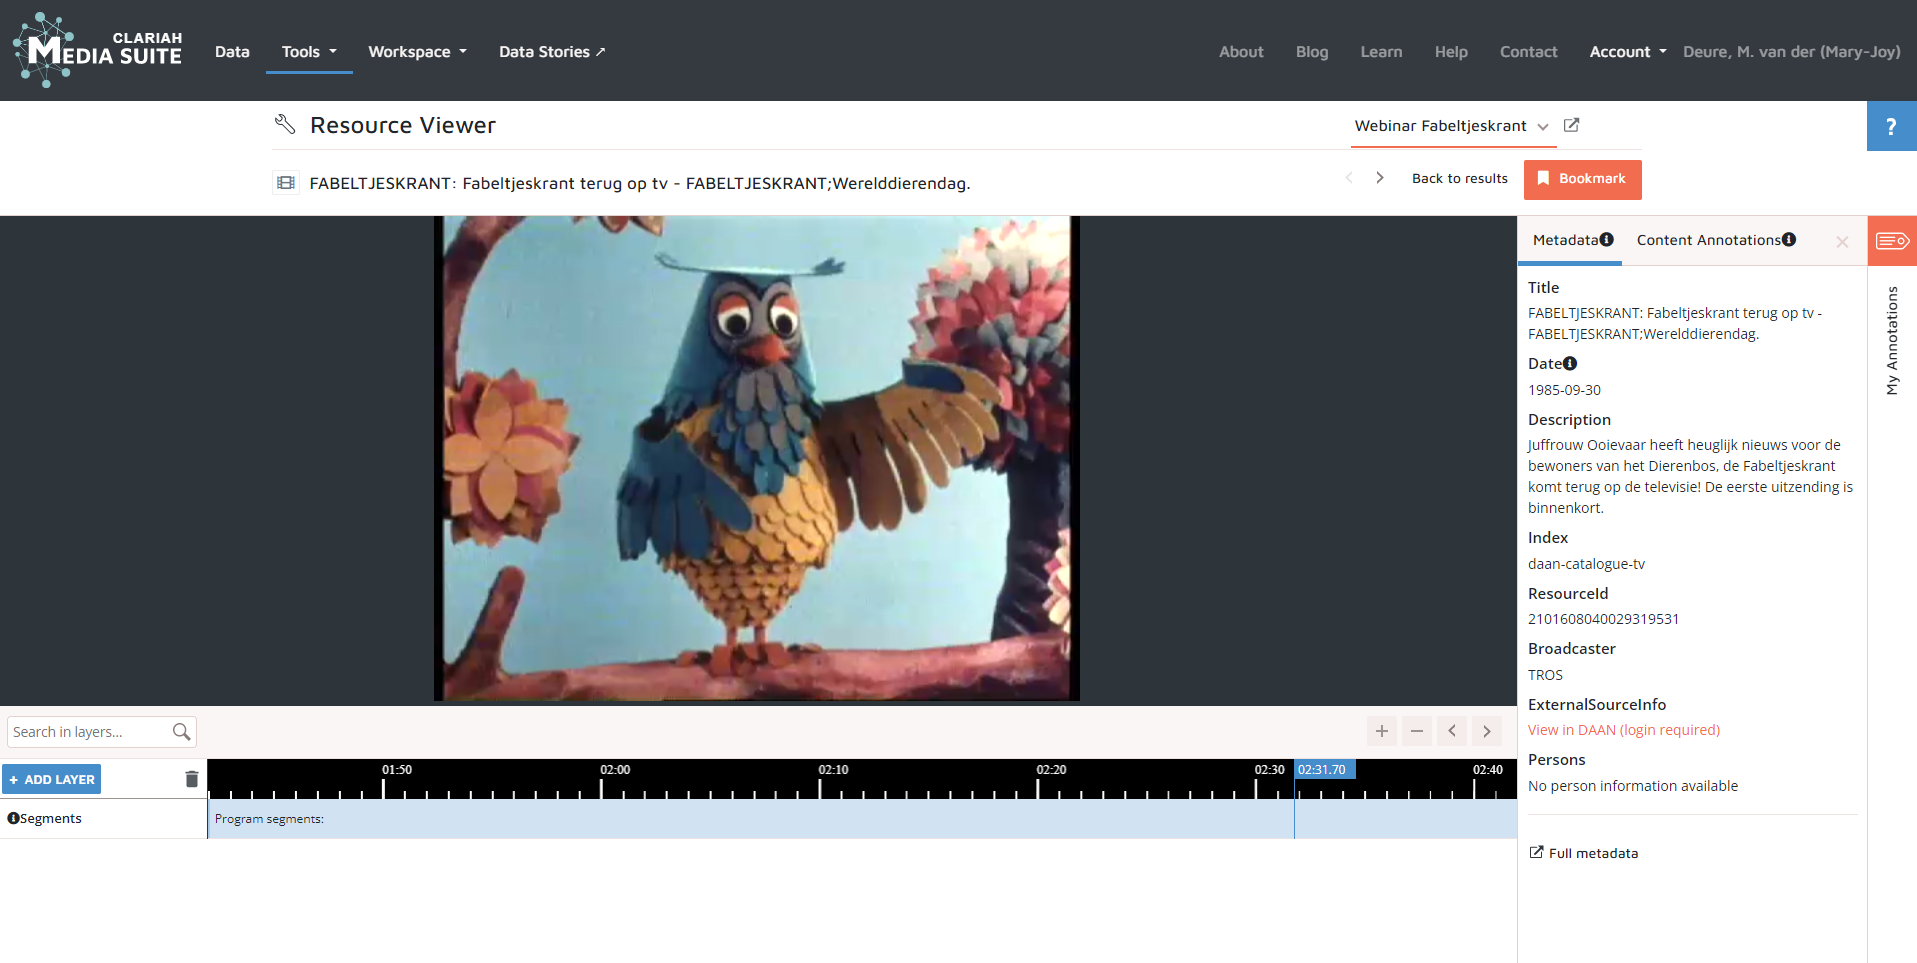 CLARIAH
MEDIA SUITE
Data
Tools
Workspace
Data Stories ↗
About
Blog
Learn
Help
Contact
Account
Deure, M. van der (Mary-Joy)
Resource Viewer
Webinar Fabeltjeskrant
?
FABELTJESKRANT: Fabeltjeskrant terug op tv - FABELTJESKRANT;Werelddierendag.
Back to results
Bookmark
Metadata
Content Annotations
My Annotations
Title
FABELTJESKRANT: Fabeltjeskrant terug op tv -
FABELTJESKRANT;Werelddierendag.
Date
1985-09-30
Description
Juffrouw Ooievaar heeft heuglijk nieuws voor de
bewoners van het Dierenbos, de Fabeltjeskrant
komt terug op de televisie! De eerste uitzending is
binnenkort.
Index
daan-catalogue-tv
ResourceId
2101608040029319531
Broadcaster
TROS
ExternalSourceInfo
View in DAAN (login required)
Persons
No person information available
Full metadata
Search in layers...
+ ADD LAYER
01:50
02:00
02:10
02:20
02:30
02:31.70
02:40
Segments
Program segments: